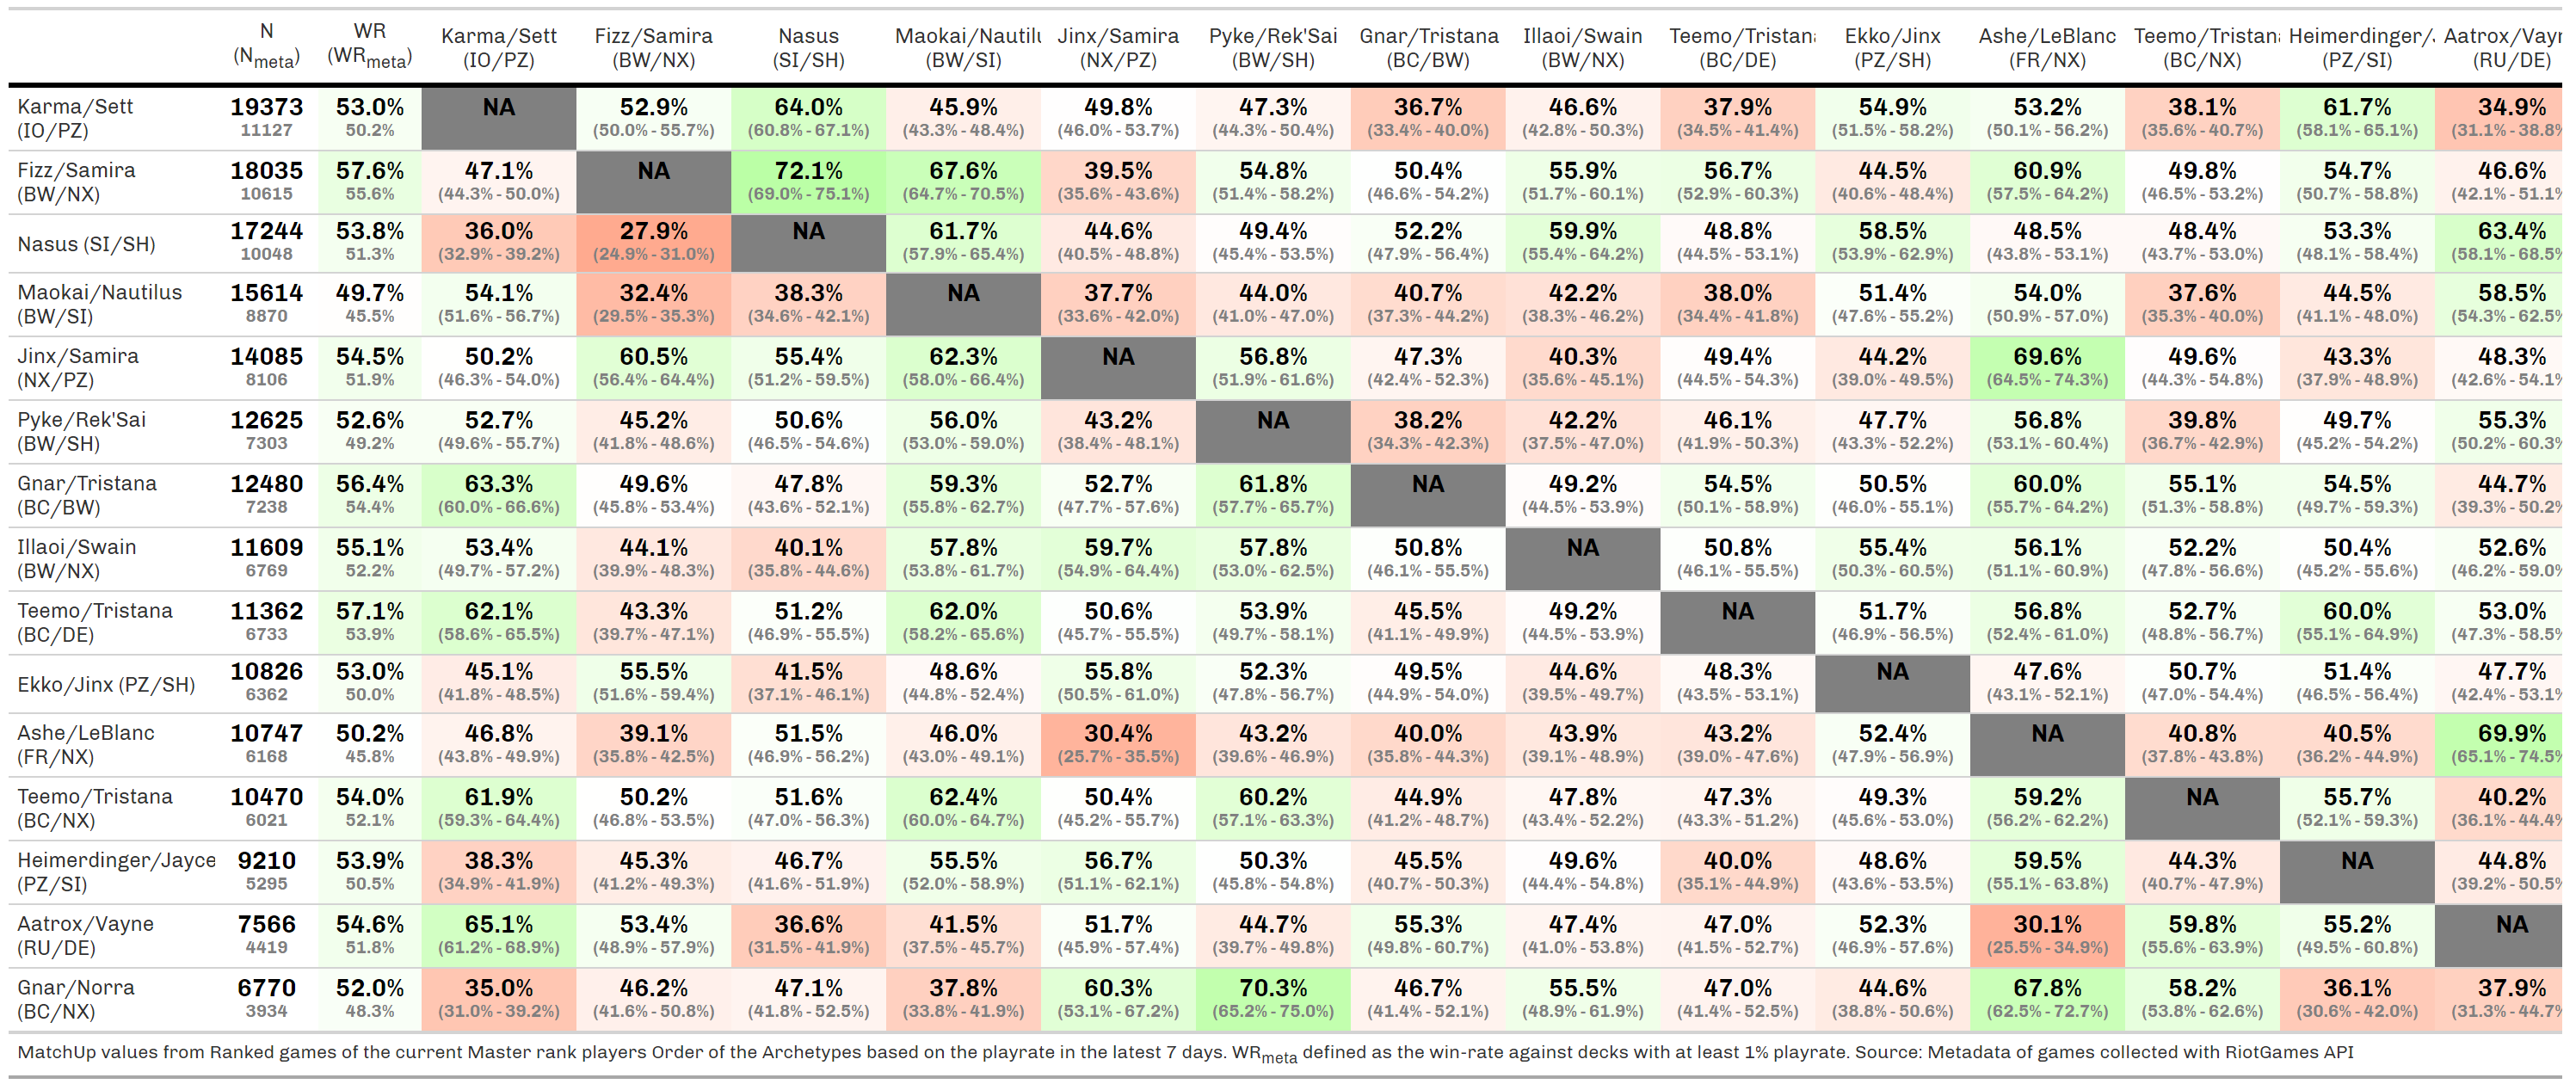 N WR Karma/Sett Fizz/Samira Nasus Maokai/Nautilu Jinx/Samira Pyke/Rek'Sai Gnar/Tristana Illaoi/Swain Teemo/Tristana Ekko/Jinx Ashe/LeBlanc Teemo/Tristana Heimerdinger/J Aatrox/Vayn
(Nmeta) (WRmeta) (IO/PZ) (BW/NX) (SI/SH) (BW/SI) (NX/PZ) (BW/SH) (BC/BW) (BW/NX) (BC/DE) (PZ/SH) (FR/NX) (BC/NX) (PZ/SI) (RU/DE)
Karma/Sett 19373 53.0% NA 52.9% 64.0% 45.9% 49.8% 47.3% 36.7% 46.6% 37.9% 54.9% 53.2% 38.1% 61.7% 34.9%
(IO/PZ) 11127 50.2% (50.0% - 55.7%) (60.8% - 67.1%) (43.3% - 48.4%) (46.0% - 53.7%) (44.3% - 50.4%) (33.4% - 40.0%) (42.8% - 50.3%) (34.5% - 41.4%) (51.5% - 58.2%) (50.1% - 56.2%) (35.6% - 40.7%) (58.1% - 65.1%) (31.1% - 38.8%
Fizz/Samira 18035 57.6% 47.1% NA 72.1% 67.6% 39.5% 54.8% 50.4% 55.9% 56.7% 44.5% 60.9% 49.8% 54.7% 46.6%
(BW/NX) 10615 55.6% (44.3% - 50.0%) (69.0% - 75.1%) (64.7% - 70.5%) (35.6% - 43.6%) (51.4% - 58.2%) (46.6% - 54.2%) (51.7% - 60.1%) (52.9% - 60.3%) (40.6% - 48.4%) (57.5% - 64.2%) (46.5% - 53.2%) (50.7% - 58.8%) (42.1% - 51.1%
Nasus (SI/SH) 17244 53.8% 36.0% 27.9% NA 61.7% 44.6% 49.4% 52.2% 59.9% 48.8% 58.5% 48.5% 48.4% 53.3% 63.4%
10048 51.3% (32.9% - 39.2%) (24.9% - 31.0%) (57.9% - 65.4%) (40.5% - 48.8%) (45.4% - 53.5%) (47.9% - 56.4%) (55.4% - 64.2%) (44.5% - 53.1%) (53.9% - 62.9%) (43.8% - 53.1%) (43.7% - 53.0%) (48.1% - 58.4%) (58.1% - 68.5%
Maokai/Nautilus 15614 49.7% 54.1% 32.4% 38.3% NA 37.7% 44.0% 40.7% 42.2% 38.0% 51.4% 54.0% 37.6% 44.5% 58.5%
(BW/SI) 8870 45.5% (51.6% - 56.7%) (29.5% - 35.3%) (34.6% - 42.1%) (33.6% - 42.0%) (41.0% - 47.0%) (37.3% - 44.2%) (38.3% - 46.2%) (34.4% - 41.8%) (47.6% - 55.2%) (50.9% - 57.0%) (35.3% - 40.0%) (41.1% - 48.0%) (54.3% - 62.5%
Jinx/Samira 14085 54.5% 50.2% 60.5% 55.4% 62.3% NA 56.8% 47.3% 40.3% 49.4% 44.2% 69.6% 49.6% 43.3% 48.3%
(NX/PZ) 8106 51.9% (46.3% - 54.0%) (56.4% - 64.4%) (51.2% - 59.5%) (58.0% - 66.4%) (51.9% - 61.6%) (42.4% - 52.3%) (35.6% - 45.1%) (44.5% - 54.3%) (39.0% - 49.5%) (64.5% - 74.3%) (44.3% - 54.8%) (37.9% - 48.9%) (42.6% - 54.1%
Pyke/Rek'Sai 12625 52.6% 52.7% 45.2% 50.6% 56.0% 43.2% NA 38.2% 42.2% 46.1% 47.7% 56.8% 39.8% 49.7% 55.3%
(BW/SH) 7303 49.2% (49.6% - 55.7%) (41.8% - 48.6%) (46.5% - 54.6%) (53.0% - 59.0%) (38.4% - 48.1%) (34.3% - 42.3%) (37.5% - 47.0%) (41.9% - 50.3%) (43.3% - 52.2%) (53.1% - 60.4%) (36.7% - 42.9%) (45.2% - 54.2%) (50.2% - 60.3%
Gnar/Tristana 12480 56.4% 63.3% 49.6% 47.8% 59.3% 52.7% 61.8% NA 49.2% 54.5% 50.5% 60.0% 55.1% 54.5% 44.7%
(BC/BW) 7238 54.4% (60.0% - 66.6%) (45.8% - 53.4%) (43.6% - 52.1%) (55.8% - 62.7%) (47.7% - 57.6%) (57.7% - 65.7%) (44.5% - 53.9%) (50.1% - 58.9%) (46.0% - 55.1%) (55.7% - 64.2%) (51.3% - 58.8%) (49.7% - 59.3%) (39.3% - 50.2%
Illaoi/Swain 11609 55.1% 53.4% 44.1% 40.1% 57.8% 59.7% 57.8% 50.8% NA 50.8% 55.4% 56.1% 52.2% 50.4% 52.6%
(BW/NX) 6769 52.2% (49.7% - 57.2%) (39.9% - 48.3%) (35.8% - 44.6%) (53.8% - 61.7%) (54.9% - 64.4%) (53.0% - 62.5%) (46.1% - 55.5%) (46.1% - 55.5%) (50.3% - 60.5%) (51.1% - 60.9%) (47.8% - 56.6%) (45.2% - 55.6%) (46.2% - 59.0%
Teemo/Tristana 11362 57.1% 62.1% 43.3% 51.2% 62.0% 50.6% 53.9% 45.5% 49.2% NA 51.7% 56.8% 52.7% 60.0% 53.0%
(BC/DE) 6733 53.9% (58.6% - 65.5%) (39.7% - 47.1%) (46.9% - 55.5%) (58.2% - 65.6%) (45.7% - 55.5%) (49.7% - 58.1%) (41.1% - 49.9%) (44.5% - 53.9%) (46.9% - 56.5%) (52.4% - 61.0%) (48.8% - 56.7%) (55.1% - 64.9%) (47.3% - 58.5%
Ekko/Jinx (PZ/SH) 10826 53.0% 45.1% 55.5% 41.5% 48.6% 55.8% 52.3% 49.5% 44.6% 48.3% NA 47.6% 50.7% 51.4% 47.7%
6362 50.0% (41.8% - 48.5%) (51.6% - 59.4%) (37.1% - 46.1%) (44.8% - 52.4%) (50.5% - 61.0%) (47.8% - 56.7%) (44.9% - 54.0%) (39.5% - 49.7%) (43.5% - 53.1%) (43.1% - 52.1%) (47.0% - 54.4%) (46.5% - 56.4%) (42.4% - 53.1%
Ashe/LeBlanc 10747 50.2% 46.8% 39.1% 51.5% 46.0% 30.4% 43.2% 40.0% 43.9% 43.2% 52.4% NA 40.8% 40.5% 69.9%
(FR/NX) 6168 45.8% (43.8% - 49.9%) (35.8% - 42.5%) (46.9% - 56.2%) (43.0% - 49.1%) (25.7% - 35.5%) (39.6% - 46.9%) (35.8% - 44.3%) (39.1% - 48.9%) (39.0% - 47.6%) (47.9% - 56.9%) (37.8% - 43.8%) (36.2% - 44.9%) (65.1% - 74.5%
Teemo/Tristana 10470 54.0% 61.9% 50.2% 51.6% 62.4% 50.4% 60.2% 44.9% 47.8% 47.3% 49.3% 59.2% NA 55.7% 40.2%
(BC/NX) 6021 52.1% (59.3% - 64.4%) (46.8% - 53.5%) (47.0% - 56.3%) (60.0% - 64.7%) (45.2% - 55.7%) (57.1% - 63.3%) (41.2% - 48.7%) (43.4% - 52.2%) (43.3% - 51.2%) (45.6% - 53.0%) (56.2% - 62.2%) (52.1% - 59.3%) (36.1% - 44.4%
Heimerdinger/Jayce 9210 53.9% 38.3% 45.3% 46.7% 55.5% 56.7% 50.3% 45.5% 49.6% 40.0% 48.6% 59.5% 44.3% NA 44.8%
(PZ/SI) 5295 50.5% (34.9% - 41.9%) (41.2% - 49.3%) (41.6% - 51.9%) (52.0% - 58.9%) (51.1% - 62.1%) (45.8% - 54.8%) (40.7% - 50.3%) (44.4% - 54.8%) (35.1% - 44.9%) (43.6% - 53.5%) (55.1% - 63.8%) (40.7% - 47.9%) (39.2% - 50.5%
Aatrox/Vayne 7566 54.6% 65.1% 53.4% 36.6% 41.5% 51.7% 44.7% 55.3% 47.4% 47.0% 52.3% 30.1% 59.8% 55.2% NA
(RU/DE) 4419 51.8% (61.2% - 68.9%) (48.9% - 57.9%) (31.5% - 41.9%) (37.5% - 45.7%) (45.9% - 57.4%) (39.7% - 49.8%) (49.8% - 60.7%) (41.0% - 53.8%) (41.5% - 52.7%) (46.9% - 57.6%) (25.5% - 34.9%) (55.6% - 63.9%) (49.5% - 60.8%)
Gnar/Norra 6770 52.0% 35.0% 46.2% 47.1% 37.8% 60.3% 70.3% 46.7% 55.5% 47.0% 44.6% 67.8% 58.2% 36.1% 37.9%
(BC/NX) 3934 48.3% (31.0% - 39.2%) (41.6% - 50.8%) (41.8% - 52.5%) (33.8% - 41.9%) (53.1% - 67.2%) (65.2% - 75.0%) (41.4% - 52.1%) (48.9% - 61.9%) (41.4% - 52.5%) (38.8% - 50.6%) (62.5% - 72.7%) (53.8% - 62.6%) (30.6% - 42.0%) (31.3% - 44.7%
MatchUp values from Ranked games of the current Master rank players Order of the Archetypes based on the playrate in the latest 7 days. WRmeta defined as the win-rate against decks with at least 1% playrate. Source: Metadata of games collected with RiotGames API